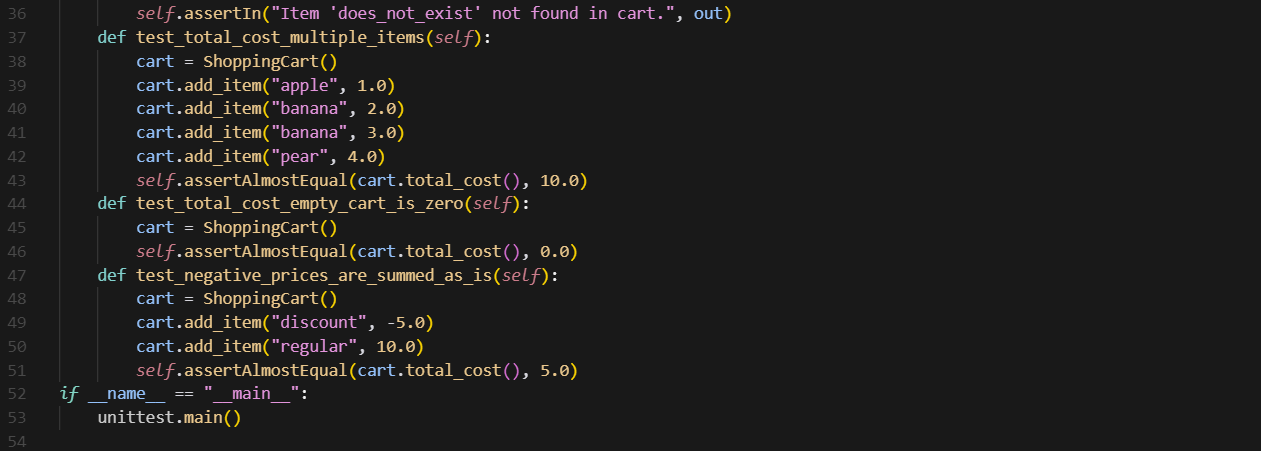 36 self.assertIn("Item 'does_not_exist' not found in cart.", out)
37 def test_total_cost_multiple_items(self):
38 cart = ShoppingCart()
39 cart.add_item("apple", 1.0)
40 cart.add_item("banana", 2.0)
41 cart.add_item("banana", 3.0)
42 cart.add_item("pear", 4.0)
43 self.assertAlmostEqual(cart.total_cost(), 10.0)
44 def test_total_cost_empty_cart_is_zero(self):
45 cart = ShoppingCart()
46 self.assertAlmostEqual(cart.total_cost(), 0.0)
47 def test_negative_prices_are_summed_as_is(self):
48 cart = ShoppingCart()
49 cart.add_item("discount", -5.0)
50 cart.add_item("regular", 10.0)
51 self.assertAlmostEqual(cart.total_cost(), 5.0)
52 if __name__ == "__main__":
53 unittest.main()
54